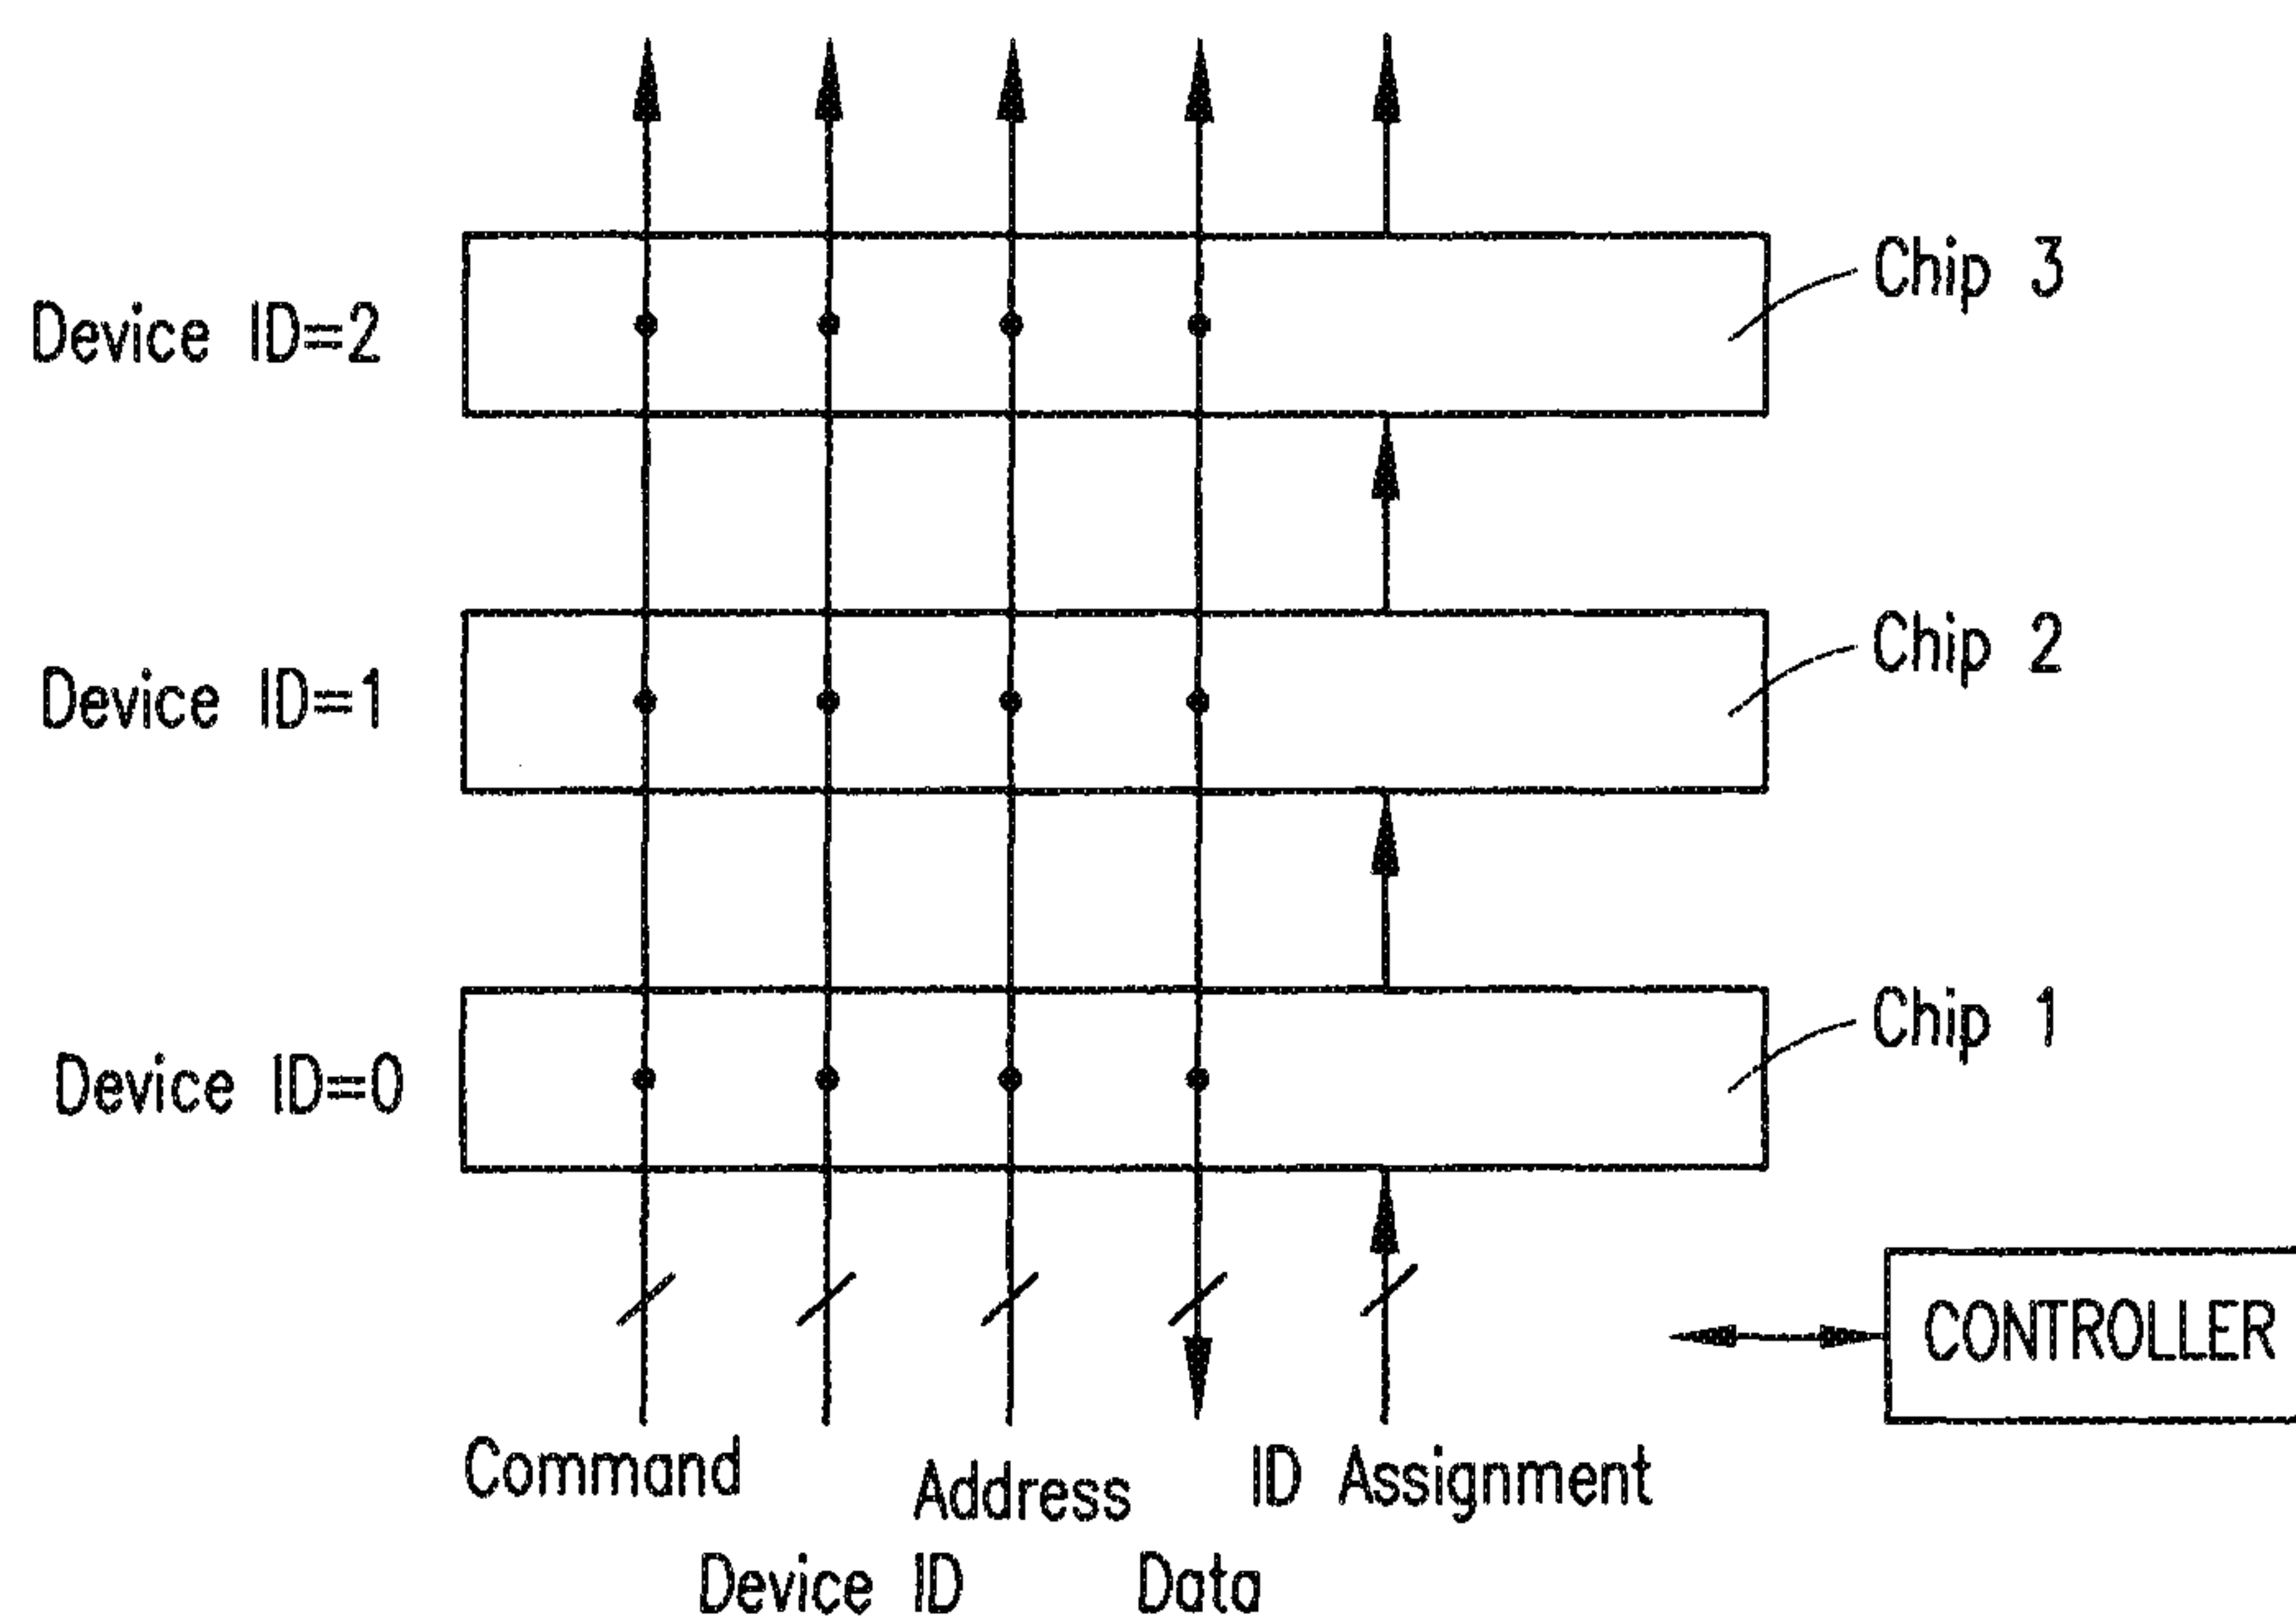 Chip 3
Device ID=2
Chip 2
Device ID=1
Chip 1
Device ID=0
CONTROLLER
Command
Address
ID Assignment
Device ID
Data